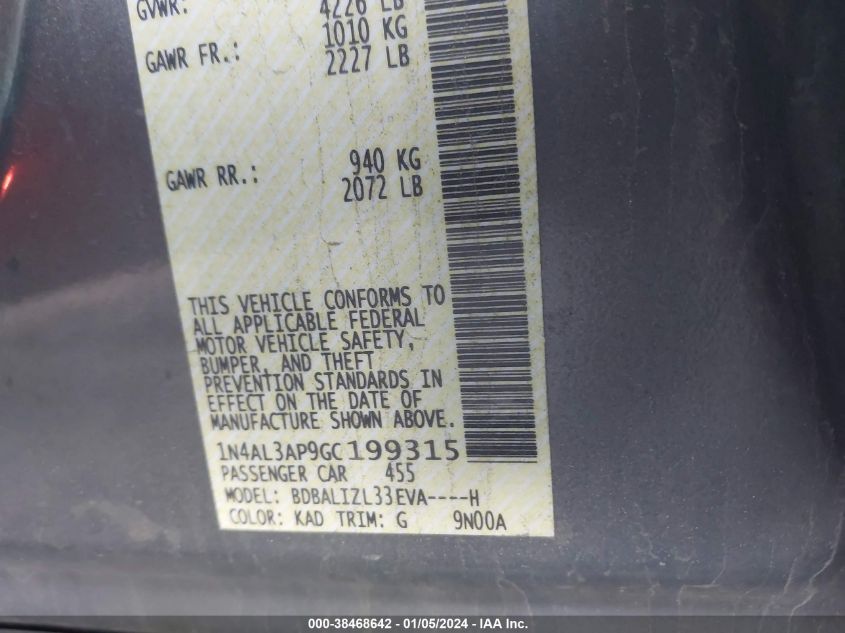 GVWR: 4226 LB
1010 KG
GAWR FR.: 2227 LB
940 KG
GAWR RR.: 2072 LB
THIS VEHICLE CONFORMS TO
ALL APPLICABLE FEDERAL
MOTOR VEHICLE SAFETY,
BUMPER, AND THEFT
PREVENTION STANDARDS IN
EFFECT ON THE DATE OF
MANUFACTURE SHOWN ABOVE.
1N4AL3AP9GC199315
PASSENGER CAR 455
MODEL: BDBALIZL33EVA----H
COLOR: KAD TRIM: G 9N00A
000-38468642 - 01/05/2024 - IAA Inc.